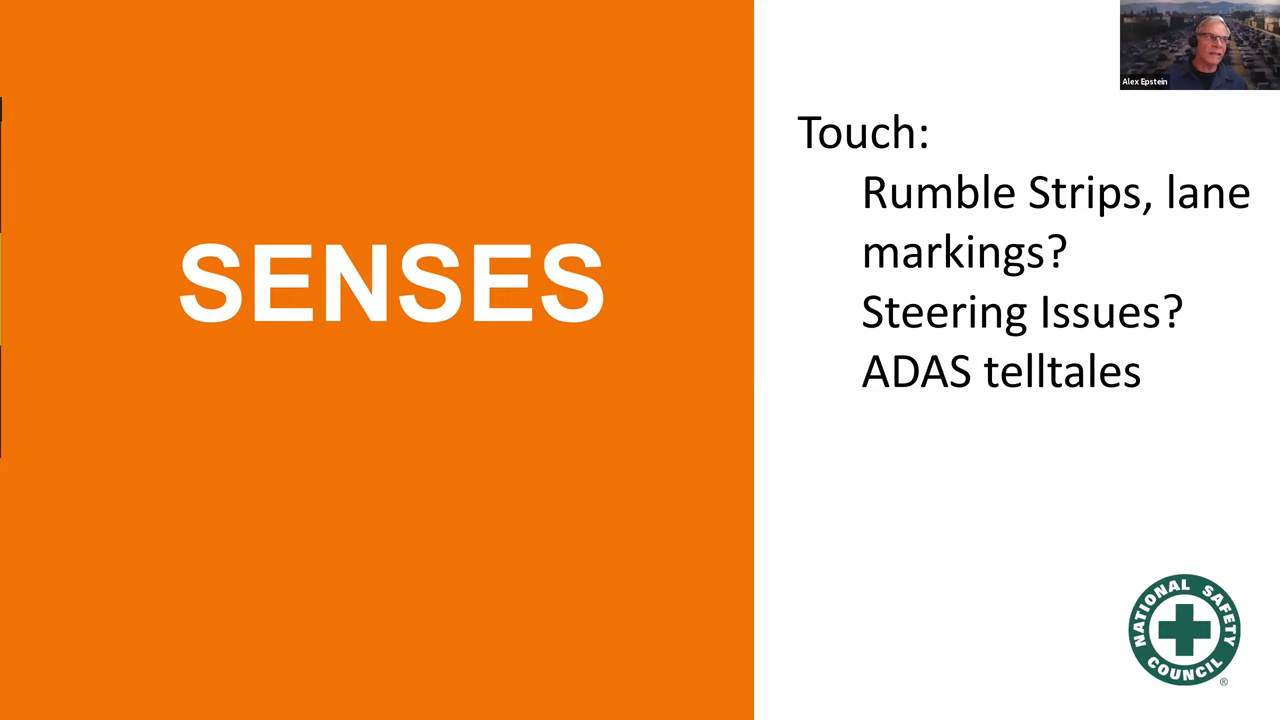 Alex Epstein
SENSES
Touch:
Rumble Strips, lane
markings?
Steering Issues?
ADAS telltales
NATIONAL SAFETY
COUNCIL
®